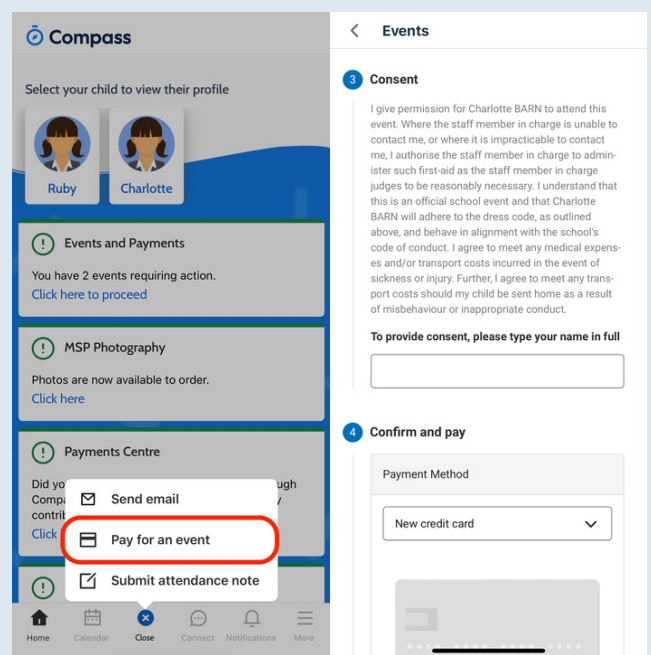 Compass
Select your child to view their profile
Ruby
Charlotte
Events and Payments
You have 2 events requiring action.
Click here to proceed
MSP Photography
Photos are now available to order.
Click here
Payments Centre
Did yo
ugh
Compa
y
contrib
Click
Send email
Pay for an event
Submit attendance note
Home
Calendar
Close
Connect
Notifications
More
Events
3 Consent
I give permission for Charlotte BARN to attend this
event. Where the staff member in charge is unable to
contact me, or where it is impracticable to contact
me, I authorise the staff member in charge to admin-
ister such first-aid as the staff member in charge
judges to be reasonably necessary. I understand that
this is an official school event and that Charlotte
BARN will adhere to the dress code, as outlined
above, and behave in alignment with the school's
code of conduct. I agree to meet any medical expens-
es and/or transport costs incurred in the event of
sickness or injury. Further, I agree to meet any trans-
port costs should my child be sent home as a result
of misbehaviour or inappropriate conduct.
To provide consent, please type your name in full
4 Confirm and pay
Payment Method
New credit card